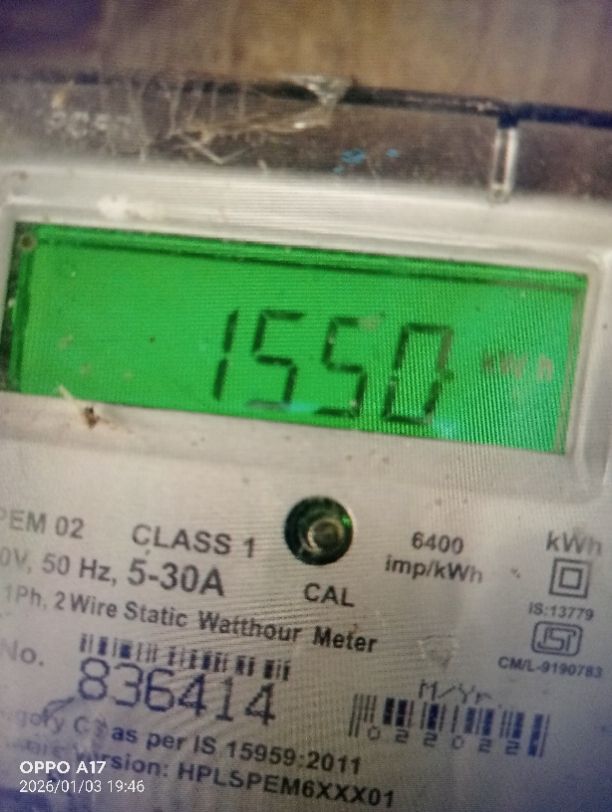 1550 kWh
PEM 02 CLASS 1
6400
imp/kWh
kWh
0V, 50 Hz, 5-30A
CAL
IS:13779
1Ph, 2 Wire Static Watthour Meter
CM/L-9190783
No.
836414
M/Yr
022022
as per IS 15959:2011
Version: HPLSPEM6XXX01
OPPO A17
2026/01/03 19:46